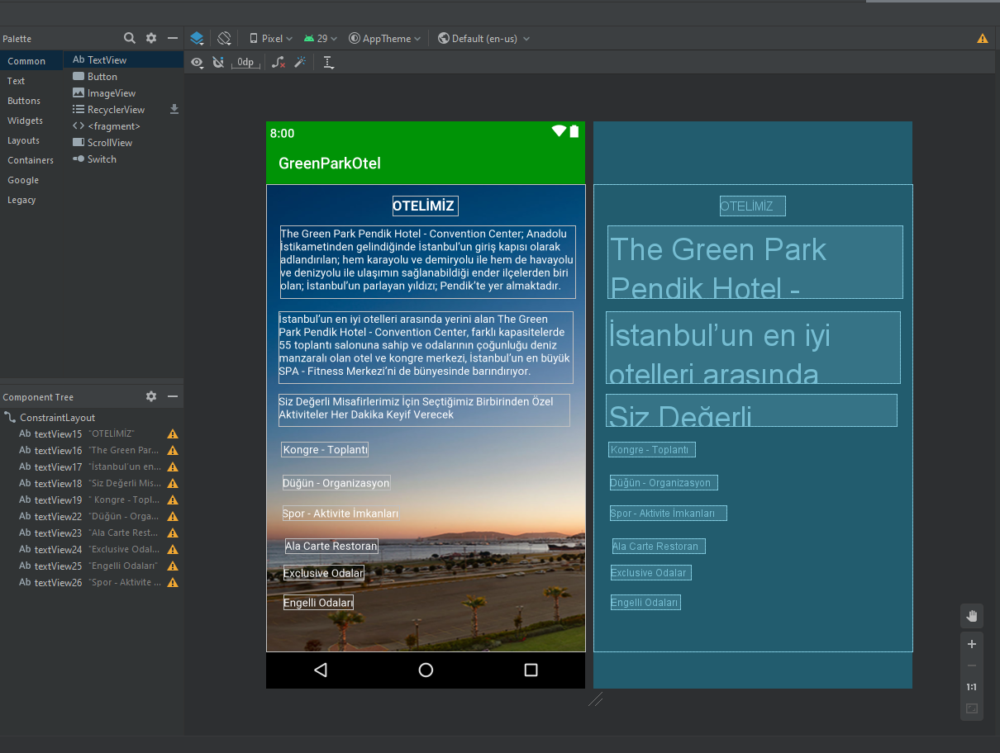 Palette
Pixel
29
AppTheme
Default (en-us)
0dp
Common
Text
Buttons
Widgets
Layouts
Containers
Google
Legacy
Ab TextView
Button
ImageView
RecyclerView
<fragment>
ScrollView
Switch
Component Tree
ConstraintLayout
Ab textView15 "OTELİMİZ"
Ab textView16 "The Green Par...
Ab textView17 "İstanbul'un en...
Ab textView18 "Siz Değerli Mis...
Ab textView19 " Kongre - Topl...
Ab textView22 "Düğün - Orga...
Ab textView23 "Ala Carte Rest...
Ab textView24 "Exclusive Odal...
Ab textView25 "Engelli Odaları"
Ab textView26 "Spor - Aktivite ...
8:00
GreenParkOtel
OTELİMİZ
The Green Park Pendik Hotel - Convention Center; Anadolu
İstikametinden gelindiğinde İstanbul'un giriş kapısı olarak
adlandırılan; hem karayolu ve demiryolu ile hem de havayolu
ve denizyolu ile ulaşımın sağlanabildiği ender ilçelerden biri
olan; İstanbul'un parlayan yıldızı; Pendik'te yer almaktadır.
İstanbul'un en iyi otelleri arasında yerini alan The Green
Park Pendik Hotel - Convention Center, farklı kapasitelerde
55 toplantı salonuna sahip ve odalarının çoğunluğu deniz
manzaralı olan otel ve kongre merkezi, İstanbul'un en büyük
SPA - Fitness Merkezi'ni de bünyesinde barındırıyor.
Siz Değerli Misafirlerimiz İçin Seçtiğimiz Birbirinden Özel
Aktiviteler Her Dakika Keyif Verecek
Kongre - Toplantı
Düğün - Organizasyon
Spor - Aktivite İmkanları
Ala Carte Restoran
Exclusive Odalar
Engelli Odaları
OTELİMİZ
The Green Park
Pendik Hotel -
İstanbul'un en iyi
otelleri arasında
Siz Değerli
Kongre - Toplantı
Düğün - Organizasyon
Spor - Aktivite İmkanları
Ala Carte Restoran
Exclusive Odalar
Engelli Odaları
1:1